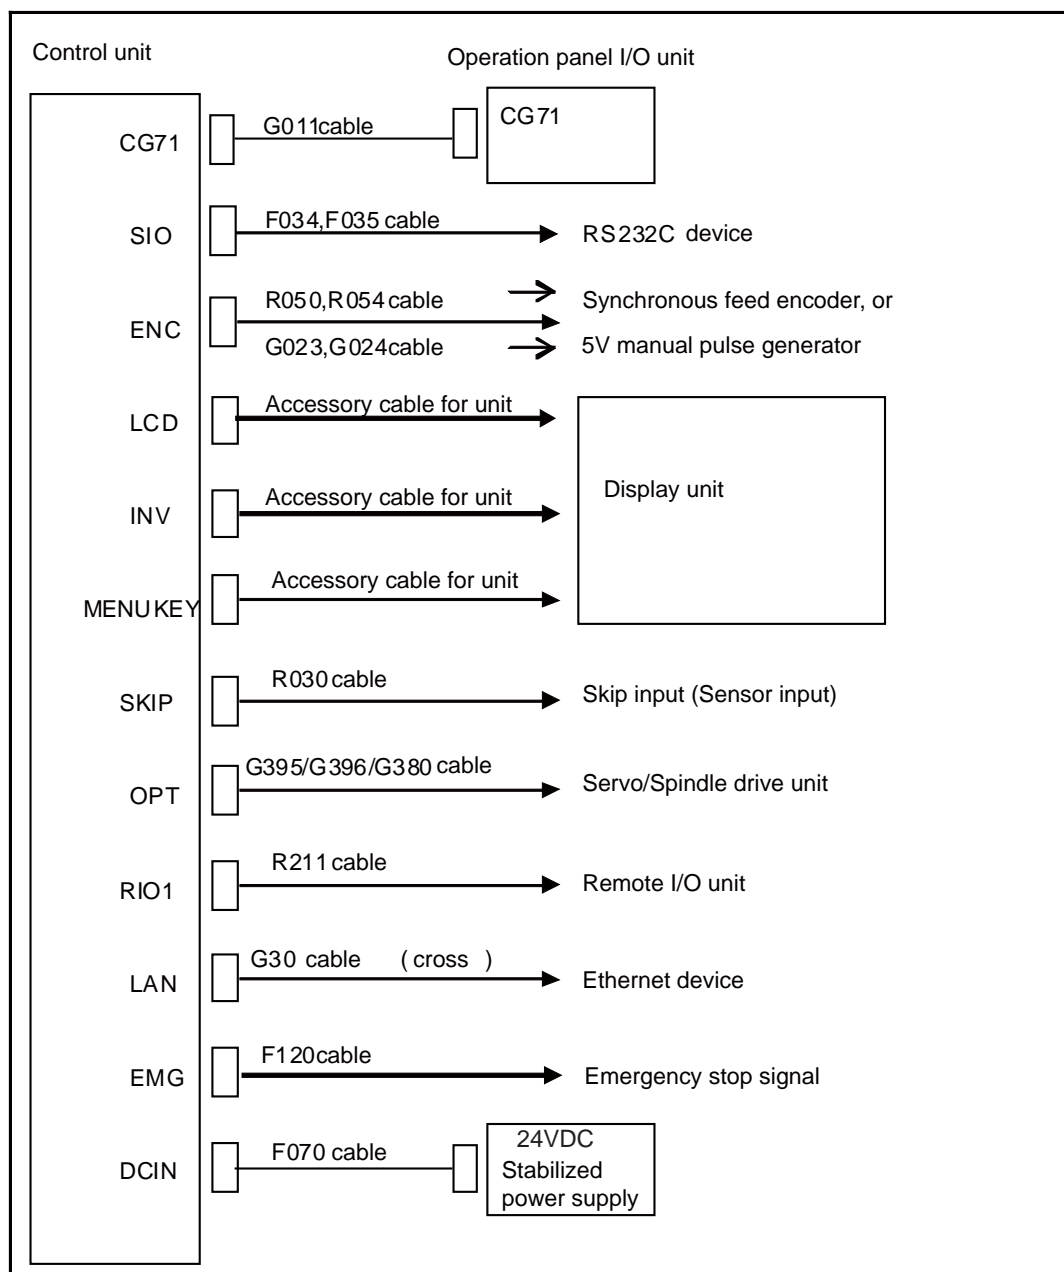 Control unit
Operation panel I/O unit
CG71
G011cable
CG71
SIO
F034,F035 cable
RS232C device
ENC
R050,R054 cable
Synchronous feed encoder, or
G023,G024cable
5V manual pulse generator
LCD
Accessory cable for unit
Display unit
INV
Accessory cable for unit
MENUKEY
Accessory cable for unit
SKIP
R030 cable
Skip input (Sensor input)
OPT
G395/G396/G380 cable
Servo/Spindle drive unit
RIO1
R211 cable
Remote I/O unit
LAN
G30 cable ( cross )
Ethernet device
EMG
F120cable
Emergency stop signal
DCIN
F070 cable
24VDC
Stabilized
power supply